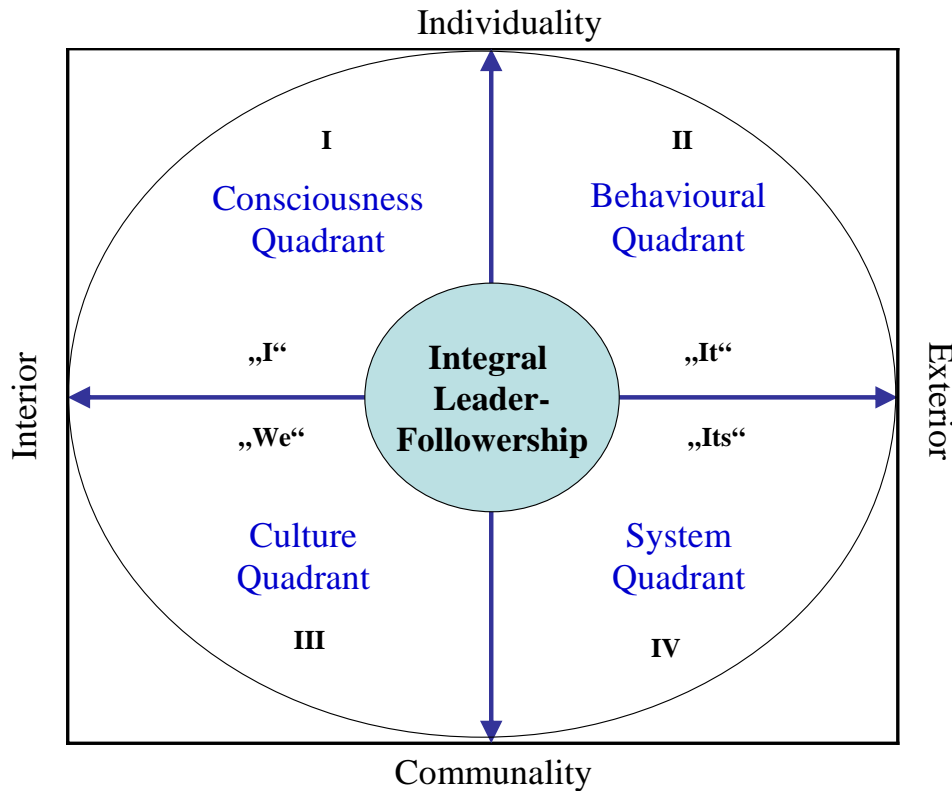 Individuality
I
II
Consciousness
Quadrant
Behavioural
Quadrant
Interior
„I“
„It“
Integral
Leader-
Followership
„We“
„Its“
Exterior
Culture
Quadrant
System
Quadrant
III
IV
Communality